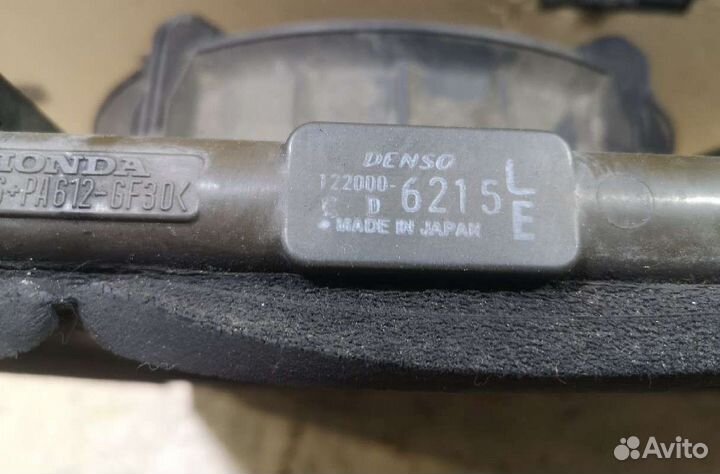 HONDA
+PA612-GF30<
DENSO
122000-6215
D
MADE IN JAPAN
L
E
Avito